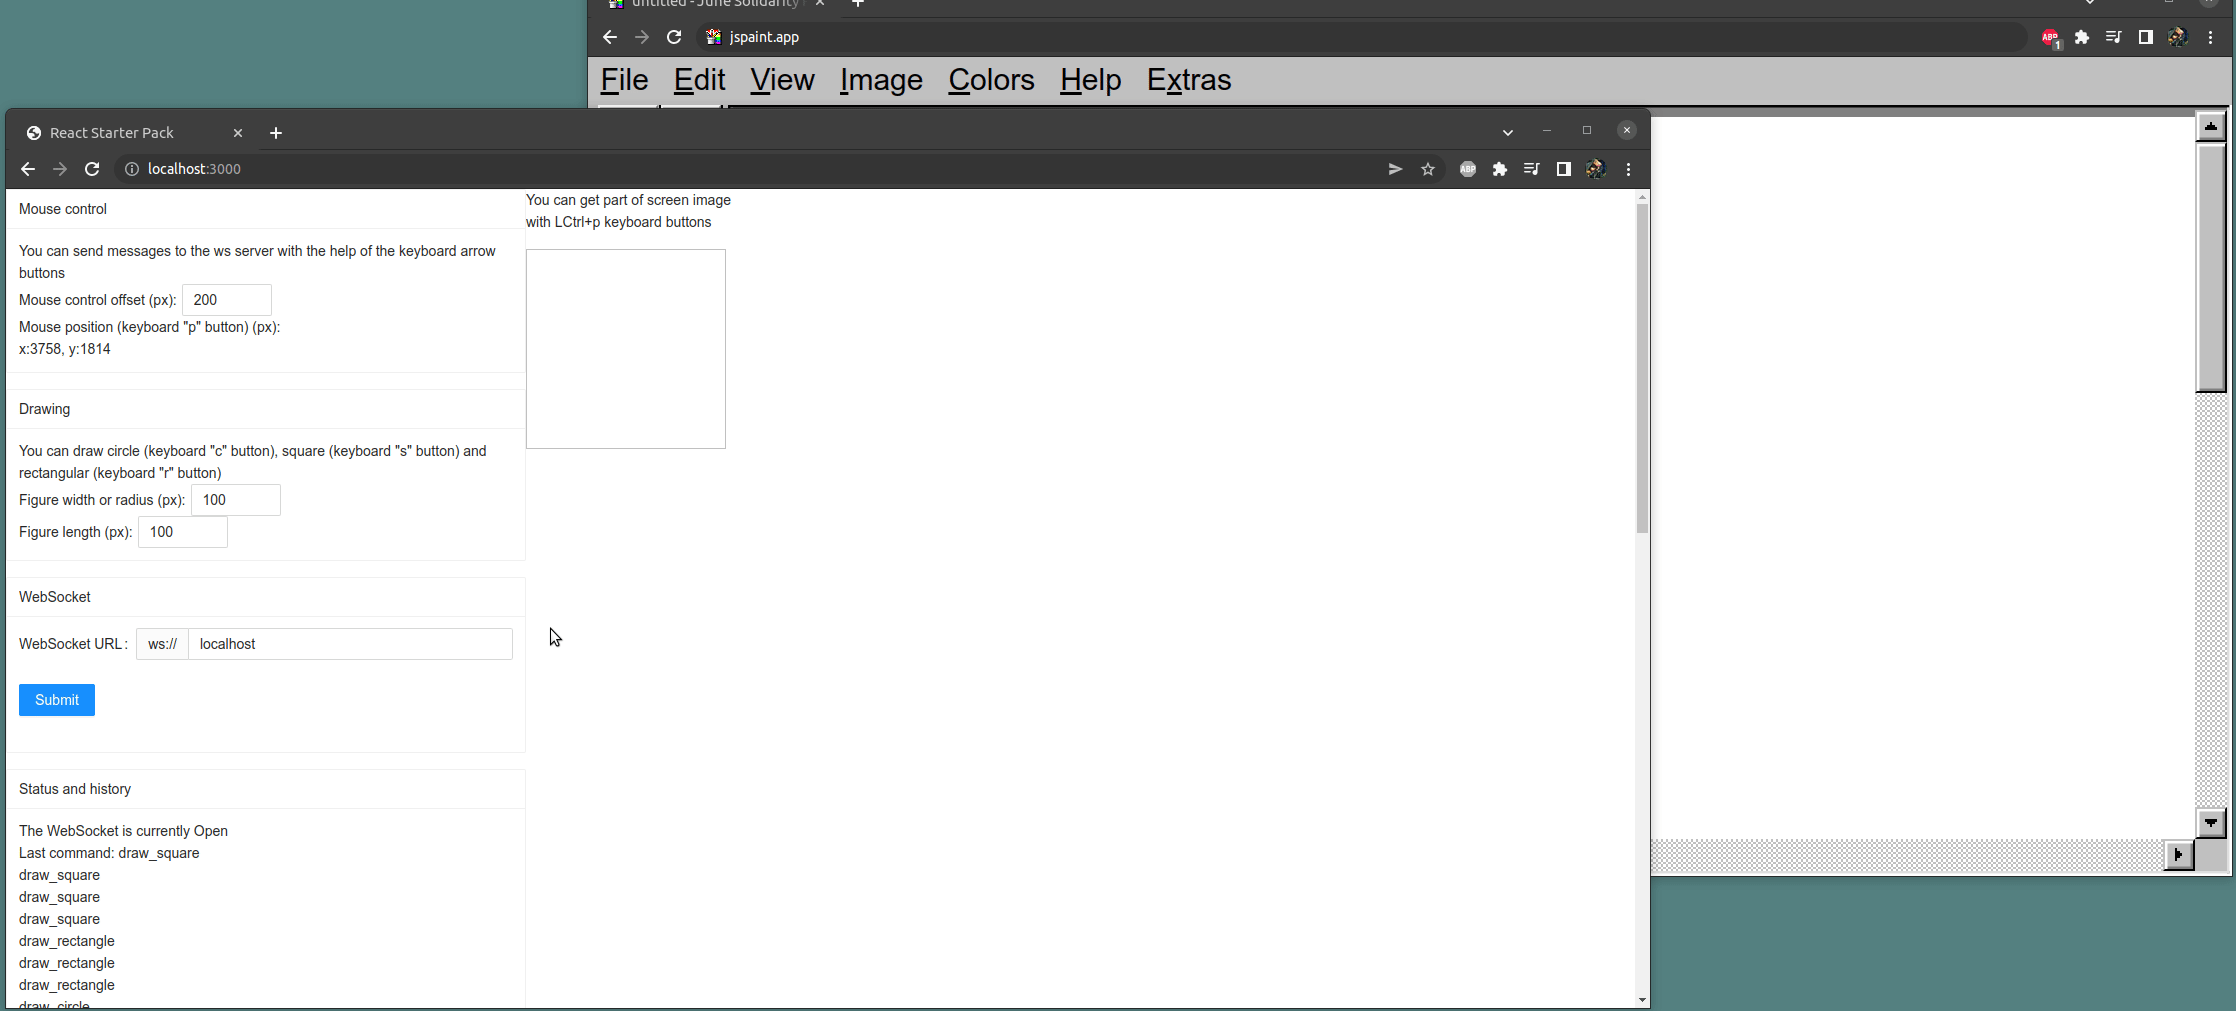 untitled - June Solidarity
jspaint.app
ABP
1
File Edit View Image Colors Help Extras
React Starter Pack
localhost:3000
ABP
Mouse control
You can send messages to the ws server with the help of the keyboard arrow
buttons
Mouse control offset (px): 200
Mouse position (keyboard "p" button) (px):
x:3758, y:1814
Drawing
You can draw circle (keyboard "c" button), square (keyboard "s" button) and
rectangular (keyboard "r" button)
Figure width or radius (px): 100
Figure length (px): 100
WebSocket
WebSocket URL: ws:// localhost
Submit
Status and history
The WebSocket is currently Open
Last command: draw_square
draw_square
draw_square
draw_square
draw_rectangle
draw_rectangle
draw_rectangle
draw_circle
You can get part of screen image
with LCtrl+p keyboard buttons